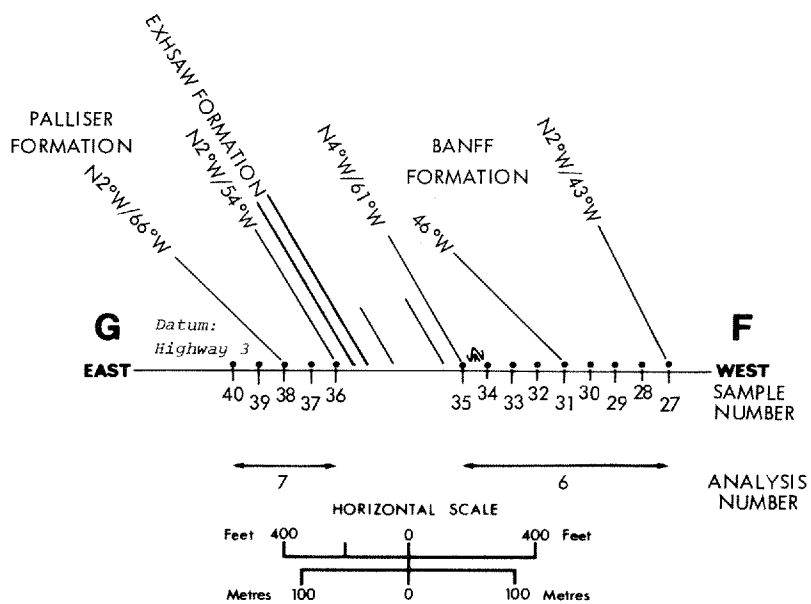 EXHSAW FORMATION
PALLISER
FORMATION
N2°W/66°W
N2°W/54°W
N4°W/61°W
BANFF
FORMATION
46°W
N2°W/43°W
G
Datum:
Highway 3
F
EAST
WEST
SAMPLE
NUMBER
40 39 38 37 36 35 34 33 32 31 30 29 28 27
7
6
ANALYSIS
NUMBER
HORIZONTAL SCALE
Feet 400 0 400 Feet
Metres 100 0 100 Metres